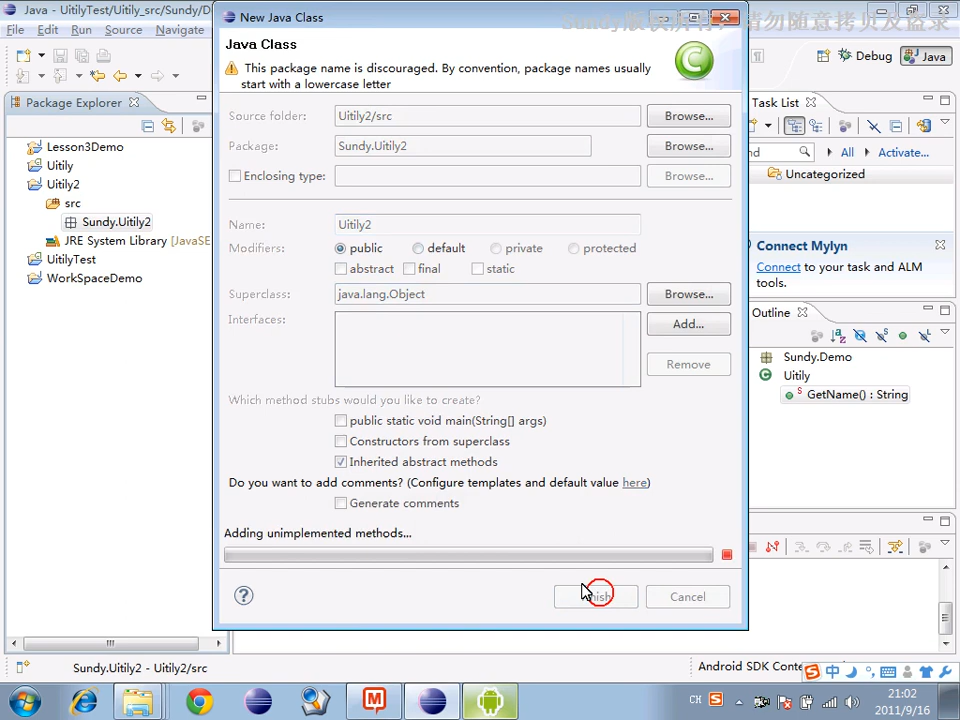 Java - UitilyTest/Uitily_src/Sundy/D
New Java Class
Sundy版权所有，请勿随意拷贝及盗录
File Edit Run Source Navigate
Java Class
This package name is discouraged. By convention, package names usually
start with a lowercase letter
Debug
Java
Package Explorer
Task List
Source folder:
Uitily2/src
Browse...
Package:
Sundy.Uitily2
Browse...
Enclosing type:
Browse...
Lesson3Demo
Uitily
Uitily2
src
Sundy.Uitily2
JRE System Library [JavaSE
UitilyTest
WorkSpaceDemo
nd
All
Activate...
Uncategorized
Name:
Uitily2
Modifiers:
public
default
private
protected
abstract
final
static
Superclass:
java.lang.Object
Browse...
Interfaces:
Add...
Remove
Connect Mylyn
Connect to your task and ALM
tools.
Outline
Sundy.Demo
Uitily
S
GetName() : String
Which method stubs would you like to create?
public static void main(String[] args)
Constructors from superclass
Inherited abstract methods
Do you want to add comments? (Configure templates and default value here)
Generate comments
Adding unimplemented methods...
Cancel
Sundy.Uitily2 - Uitily2/src
Android SDK Conte
中
CH
21:02
2011/9/16